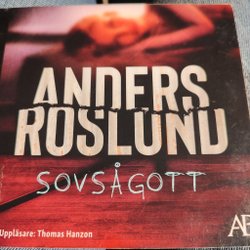 ANDERS
ROSLUND
SOVSÅGOTT
Uppläsare: Thomas Hanzon